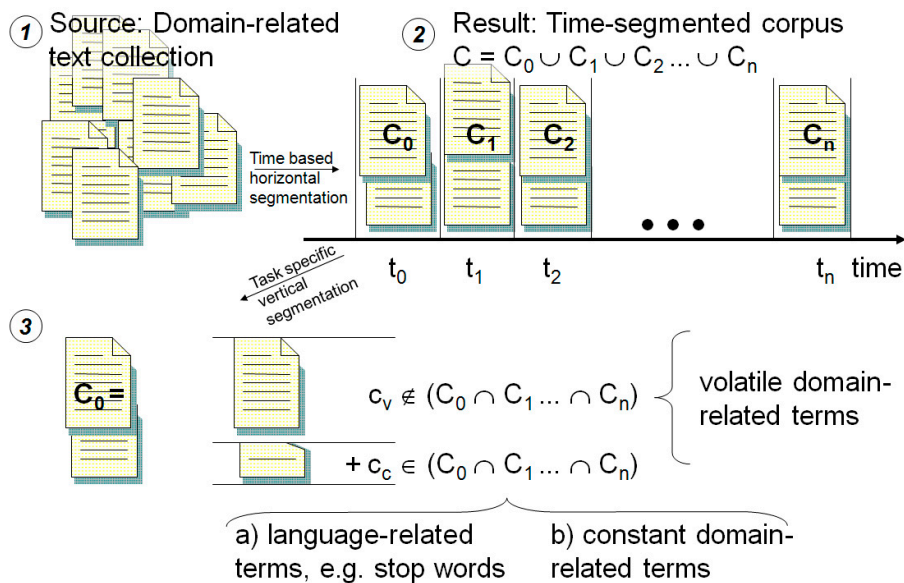 1 Source: Domain-related
text collection
2 Result: Time-segmented corpus
C = C₀ ∪ C₁ ∪ C₂ ... ∪ Cₙ
C₀
C₁
C₂
Cₙ
Time based
horizontal
segmentation
● ● ●
t₀
t₁
t₂
tₙ
time
Task specific
vertical
segmentation
3
C₀ =
c_v ∉ (C₀ ∩ C₁ ... ∩ Cₙ)
volatile domain-
related terms
+ c_c ∈ (C₀ ∩ C₁ ... ∩ Cₙ)
a) language-related
terms, e.g. stop words
b) constant domain-
related terms